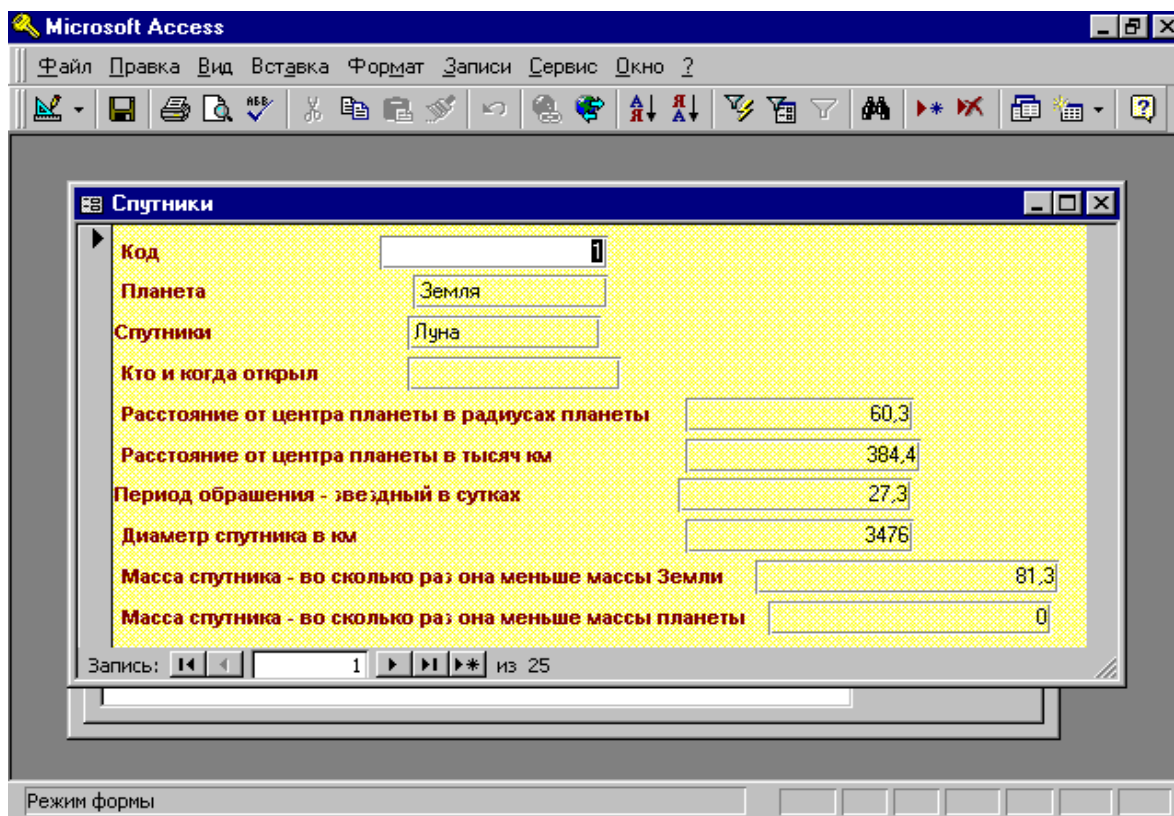 Microsoft Access
Файл Правка Вид Вставка Формат Записи Сервис Окно ?
Спутники
Код 1
Планета Земля
Спутники Луна
Кто и когда открыл
Расстояние от центра планеты в радиусах планеты 60,3
Расстояние от центра планеты в тысяч км 384,4
Период обрашения - звездный в сутках 27,3
Диаметр спутника в км 3476
Масса спутника - во сколько раз она меньше массы Земли 81,3
Масса спутника - во сколько раз она меньше массы планеты 0
Запись: 1 из 25
Режим формы